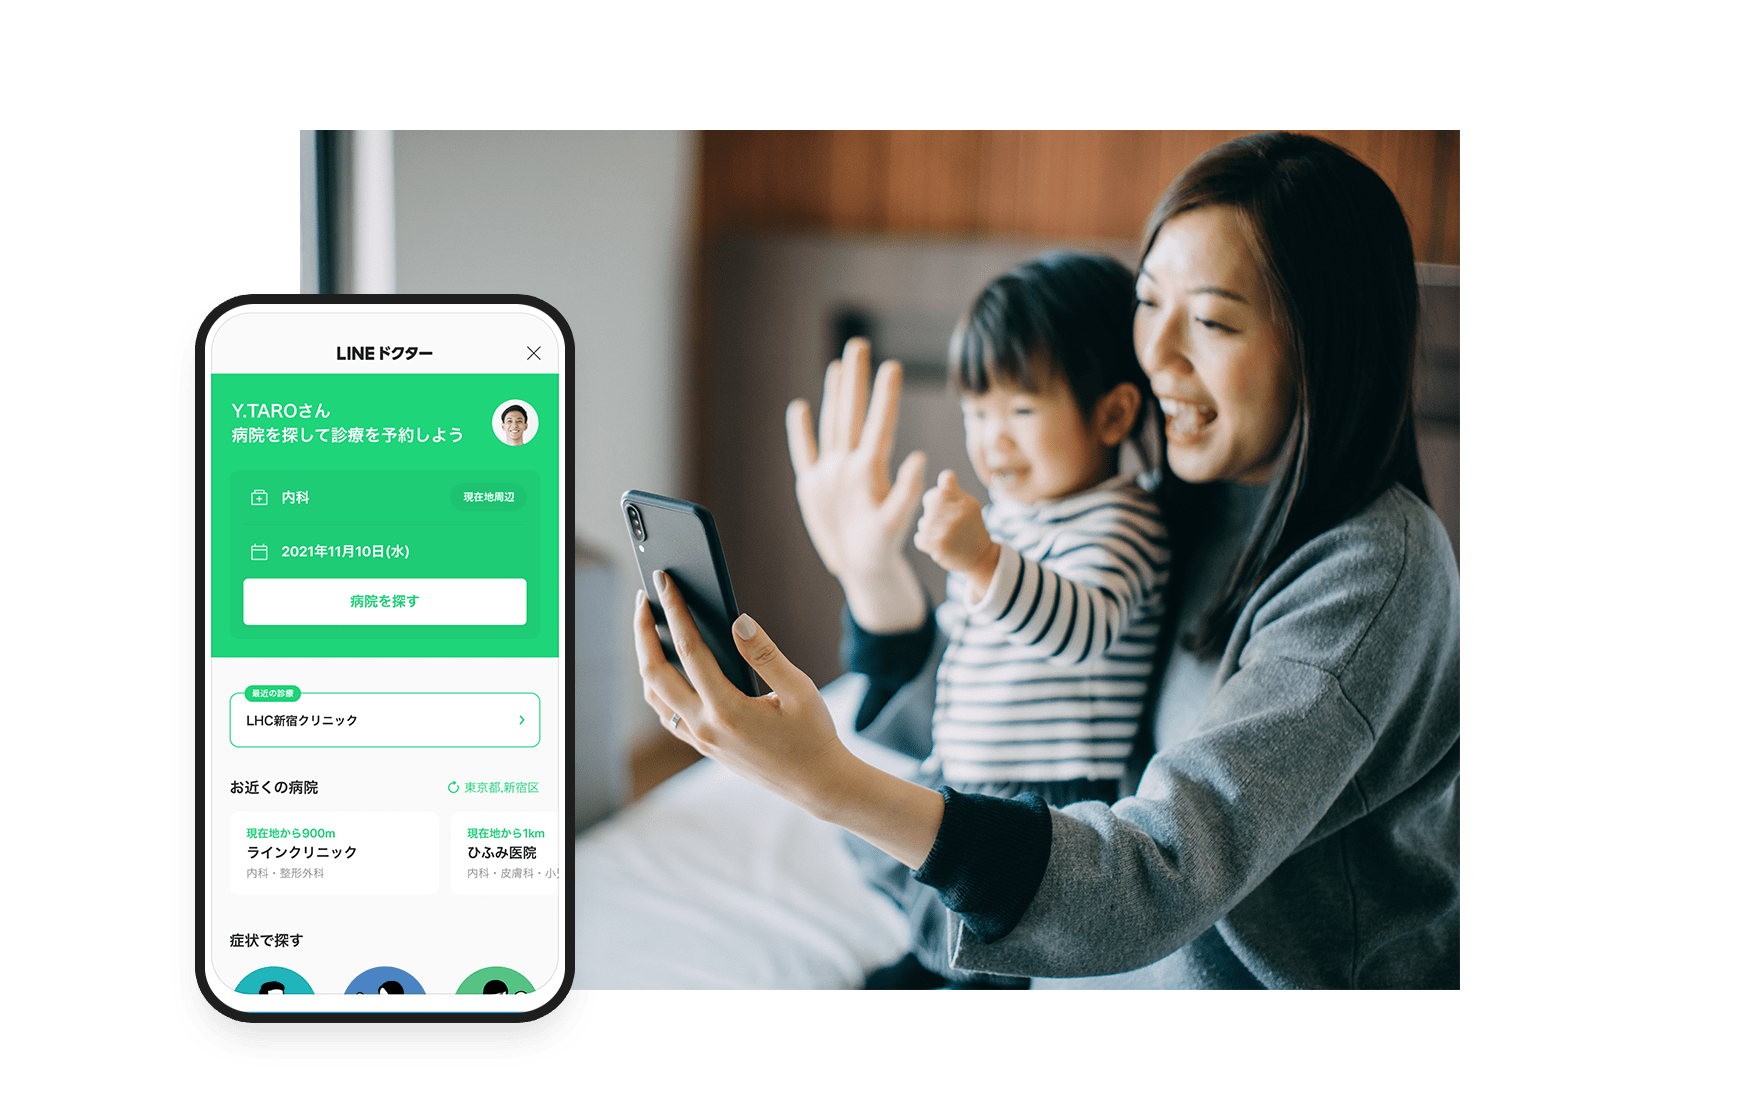 LINE ドクター
Y.TAROさん
病院を探して診療を予約しよう
内科
現在地周辺
2021年11月10日(水)
病院を探す
最近の診療
LHC新宿クリニック
お近くの病院
東京都,新宿区
現在地から900m
現在地から1km
ラインクリニック
ひふみ医院
内科・整形外科
内科・皮膚科・小
症状で探す